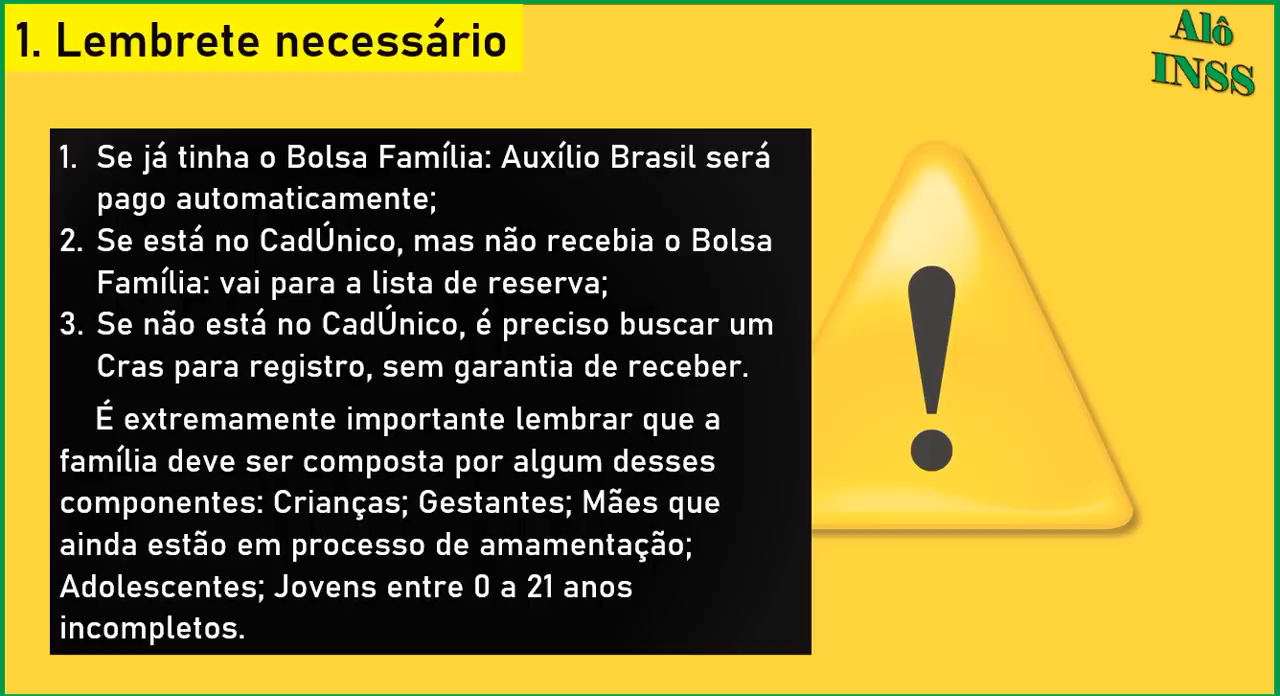 1. Lembrete necessário
Alô
INSS
1. Se já tinha o Bolsa Família: Auxílio Brasil será
pago automaticamente;
2. Se está no CadÚnico, mas não recebia o Bolsa
Família: vai para a lista de reserva;
3. Se não está no CadÚnico, é preciso buscar um
Cras para registro, sem garantia de receber.
É extremamente importante lembrar que a
família deve ser composta por algum desses
componentes: Crianças; Gestantes; Mães que
ainda estão em processo de amamentação;
Adolescentes; Jovens entre 0 a 21 anos
incompletos.